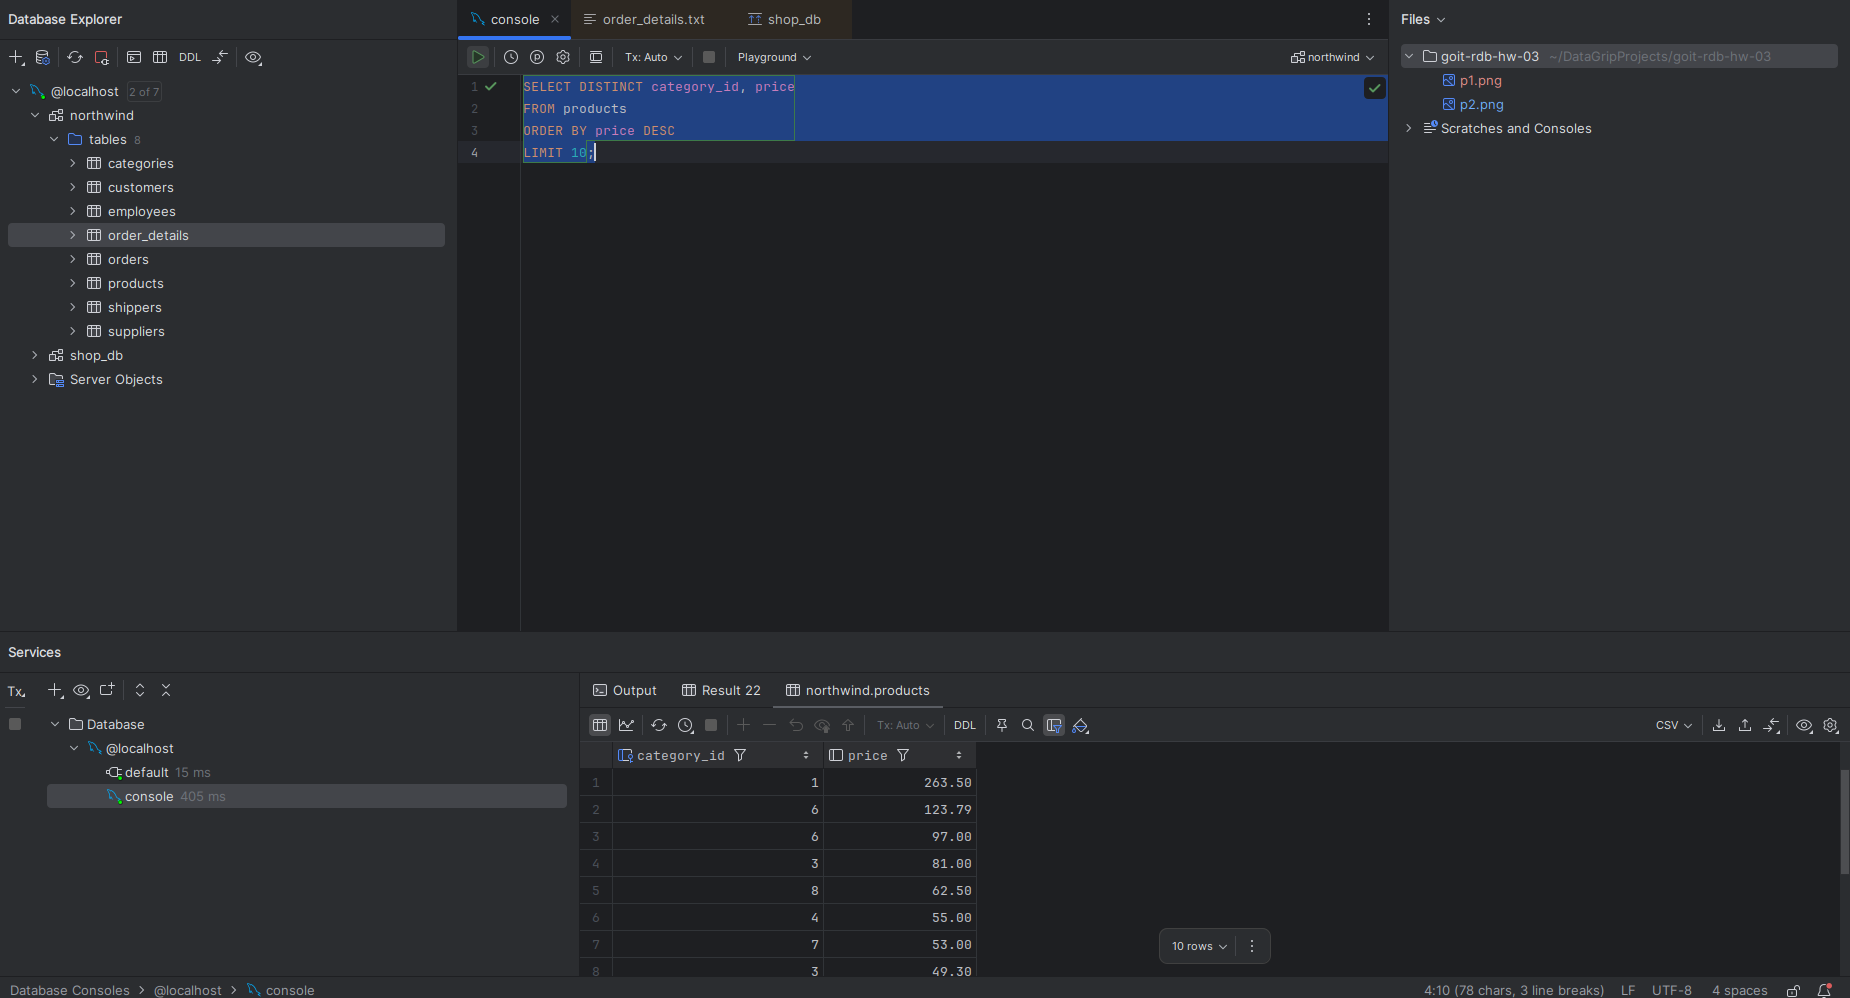 Database Explorer
console
order_details.txt
shop_db
Files
DDL
Tx: Auto
Playground
northwind
@localhost 2 of 7
northwind
tables 8
categories
customers
employees
order_details
orders
products
shippers
suppliers
shop_db
Server Objects
1 SELECT DISTINCT category_id, price
2 FROM products
3 ORDER BY price DESC
4 LIMIT 10;
goit-rdb-hw-03 ~/DataGripProjects/goit-rdb-hw-03
p1.png
p2.png
Scratches and Consoles
Services
Tx
Database
@localhost
default 15 ms
console 405 ms
Output
Result 22
northwind.products
Tx: Auto
DDL
CSV
category_id price
1 1 263.50
2 6 123.79
3 6 97.00
4 3 81.00
5 8 62.50
6 4 55.00
7 7 53.00
8 3 49.30
10 rows
Database Consoles > @localhost > console
4:10 (78 chars, 3 line breaks) LF UTF-8 4 spaces